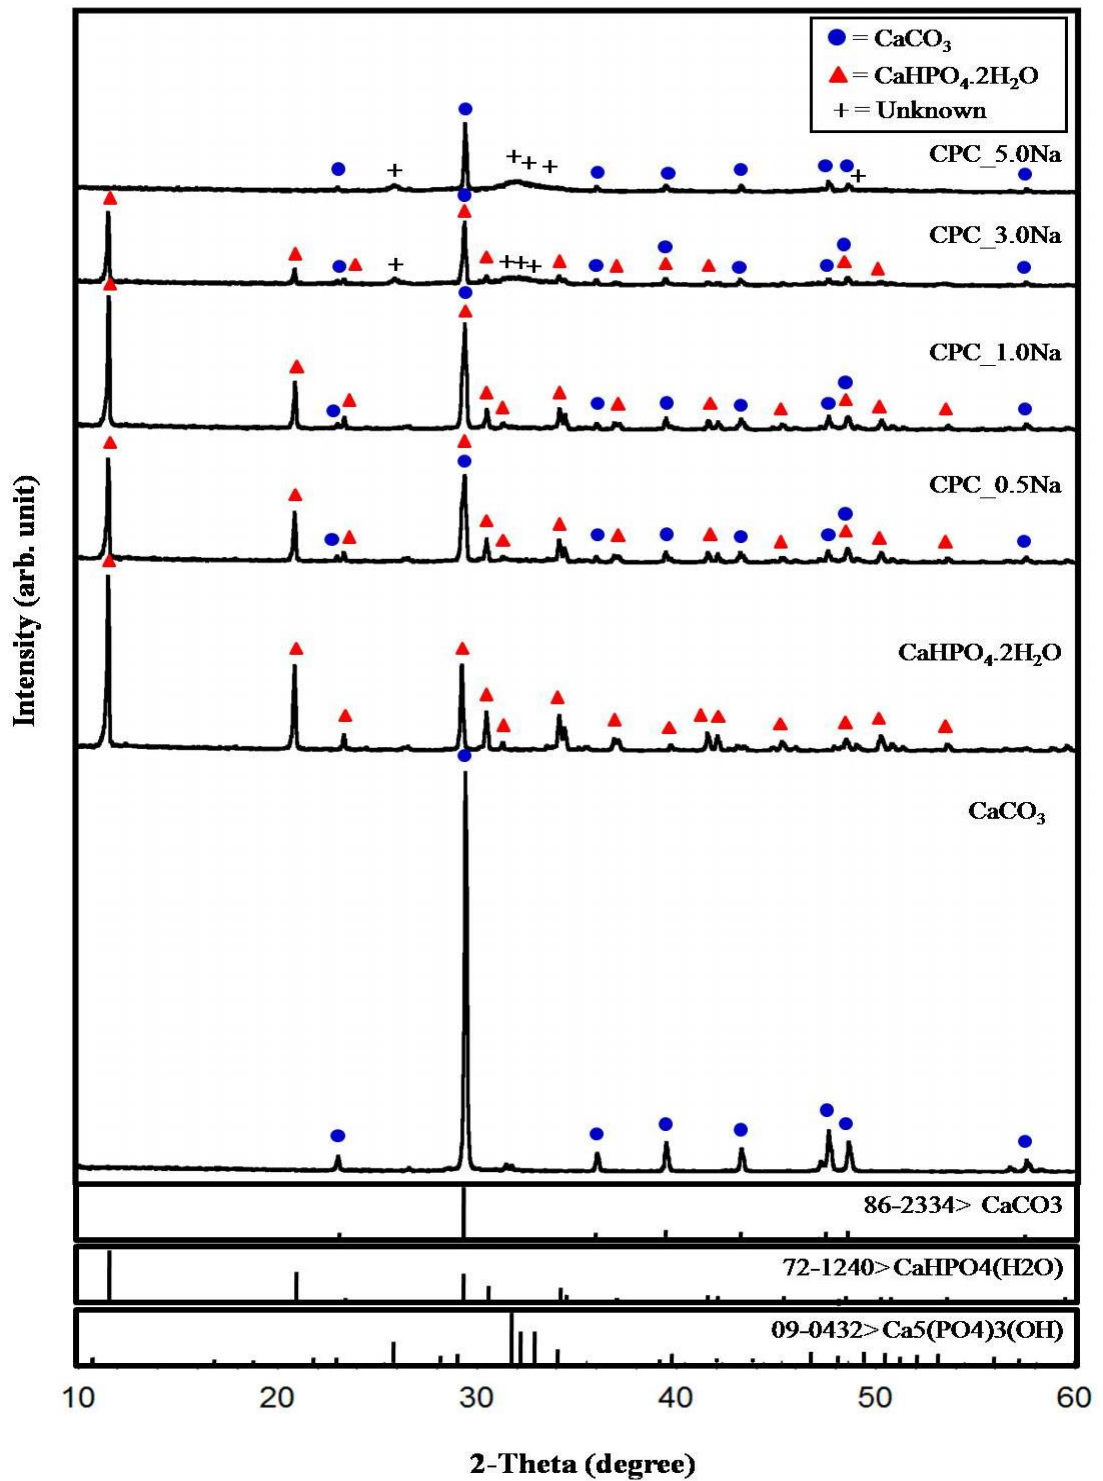 ● = CaCO₃
▲ = CaHPO₄.2H₂O
+ = Unknown
CPC_5.0Na
CPC_3.0Na
CPC_1.0Na
CPC_0.5Na
CaHPO₄.2H₂O
CaCO₃
Intensity (arb. unit)
86-2334> CaCO3
72-1240>CaHPO4(H2O)
09-0432>Ca5(PO4)3(OH)
10 20 30 40 50 60
2-Theta (degree)